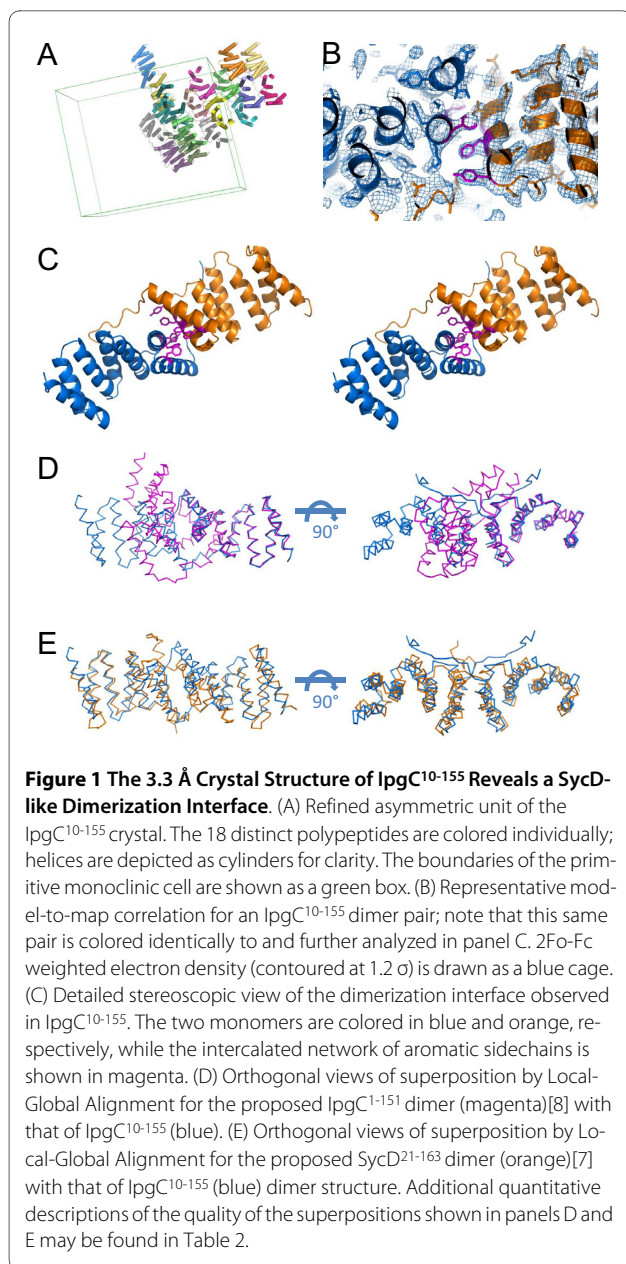 A
B
C
D
90°
E
90°
Figure 1 The 3.3 Å Crystal Structure of IpgC10-155 Reveals a SycD-
like Dimerization Interface. (A) Refined asymmetric unit of the
IpgC10-155 crystal. The 18 distinct polypeptides are colored individually;
helices are depicted as cylinders for clarity. The boundaries of the prim-
itive monoclinic cell are shown as a green box. (B) Representative mod-
el-to-map correlation for an IpgC10-155 dimer pair; note that this same
pair is colored identically to and further analyzed in panel C. 2Fo-Fc
weighted electron density (contoured at 1.2 σ) is drawn as a blue cage.
(C) Detailed stereoscopic view of the dimerization interface observed
in IpgC10-155. The two monomers are colored in blue and orange, re-
spectively, while the intercalated network of aromatic sidechains is
shown in magenta. (D) Orthogonal views of superposition by Local-
Global Alignment for the proposed IpgC1-151 dimer (magenta)[8] with
that of IpgC10-155 (blue). (E) Orthogonal views of superposition by Lo-
cal-Global Alignment for the proposed SycD21-163 dimer (orange)[7]
with that of IpgC10-155 (blue) dimer structure. Additional quantitative
descriptions of the quality of the superpositions shown in panels D and
E may be found in Table 2.